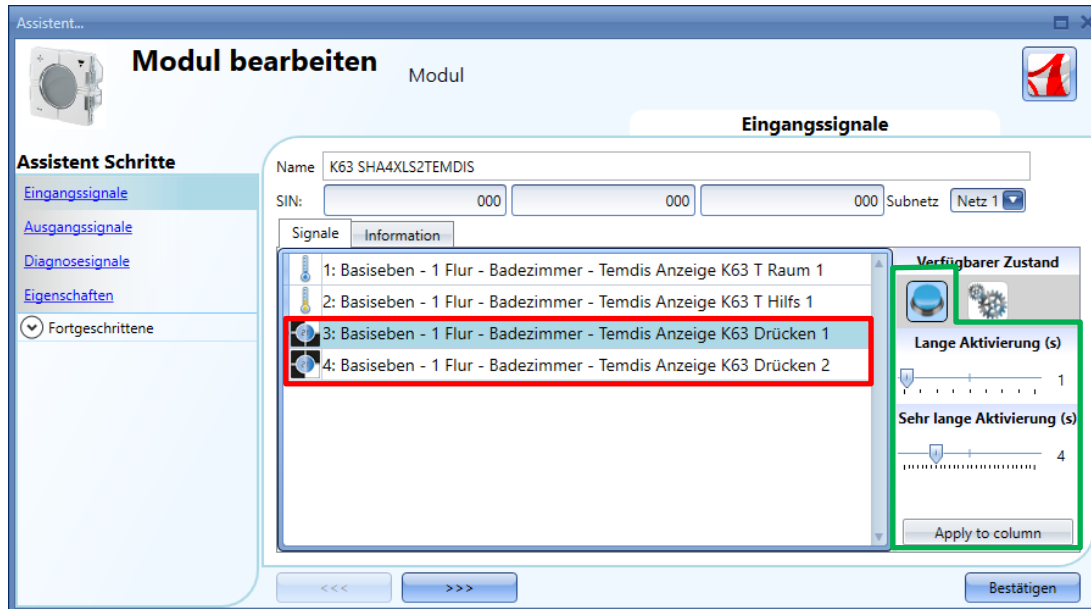 Assistent...
Modul bearbeiten
Modul
Eingangssignale
Assistent Schritte
Eingangssignale
Ausgangssignale
Diagnosesignale
Eigenschaften
Fortgeschrittene
Name K63 SHA4XLS2TEMDIS
SIN: 000 000 000 Subnetz Netz 1
Signale Information
1: Basiseben - 1 Flur - Badezimmer - Temdis Anzeige K63 T Raum 1
2: Basiseben - 1 Flur - Badezimmer - Temdis Anzeige K63 T Hilfs 1
3: Basiseben - 1 Flur - Badezimmer - Temdis Anzeige K63 Drücken 1
4: Basiseben - 1 Flur - Badezimmer - Temdis Anzeige K63 Drücken 2
Verfügbarer Zustand
Lange Aktivierung (s)
1
Sehr lange Aktivierung (s)
4
Apply to column
<<< >>> Bestätigen